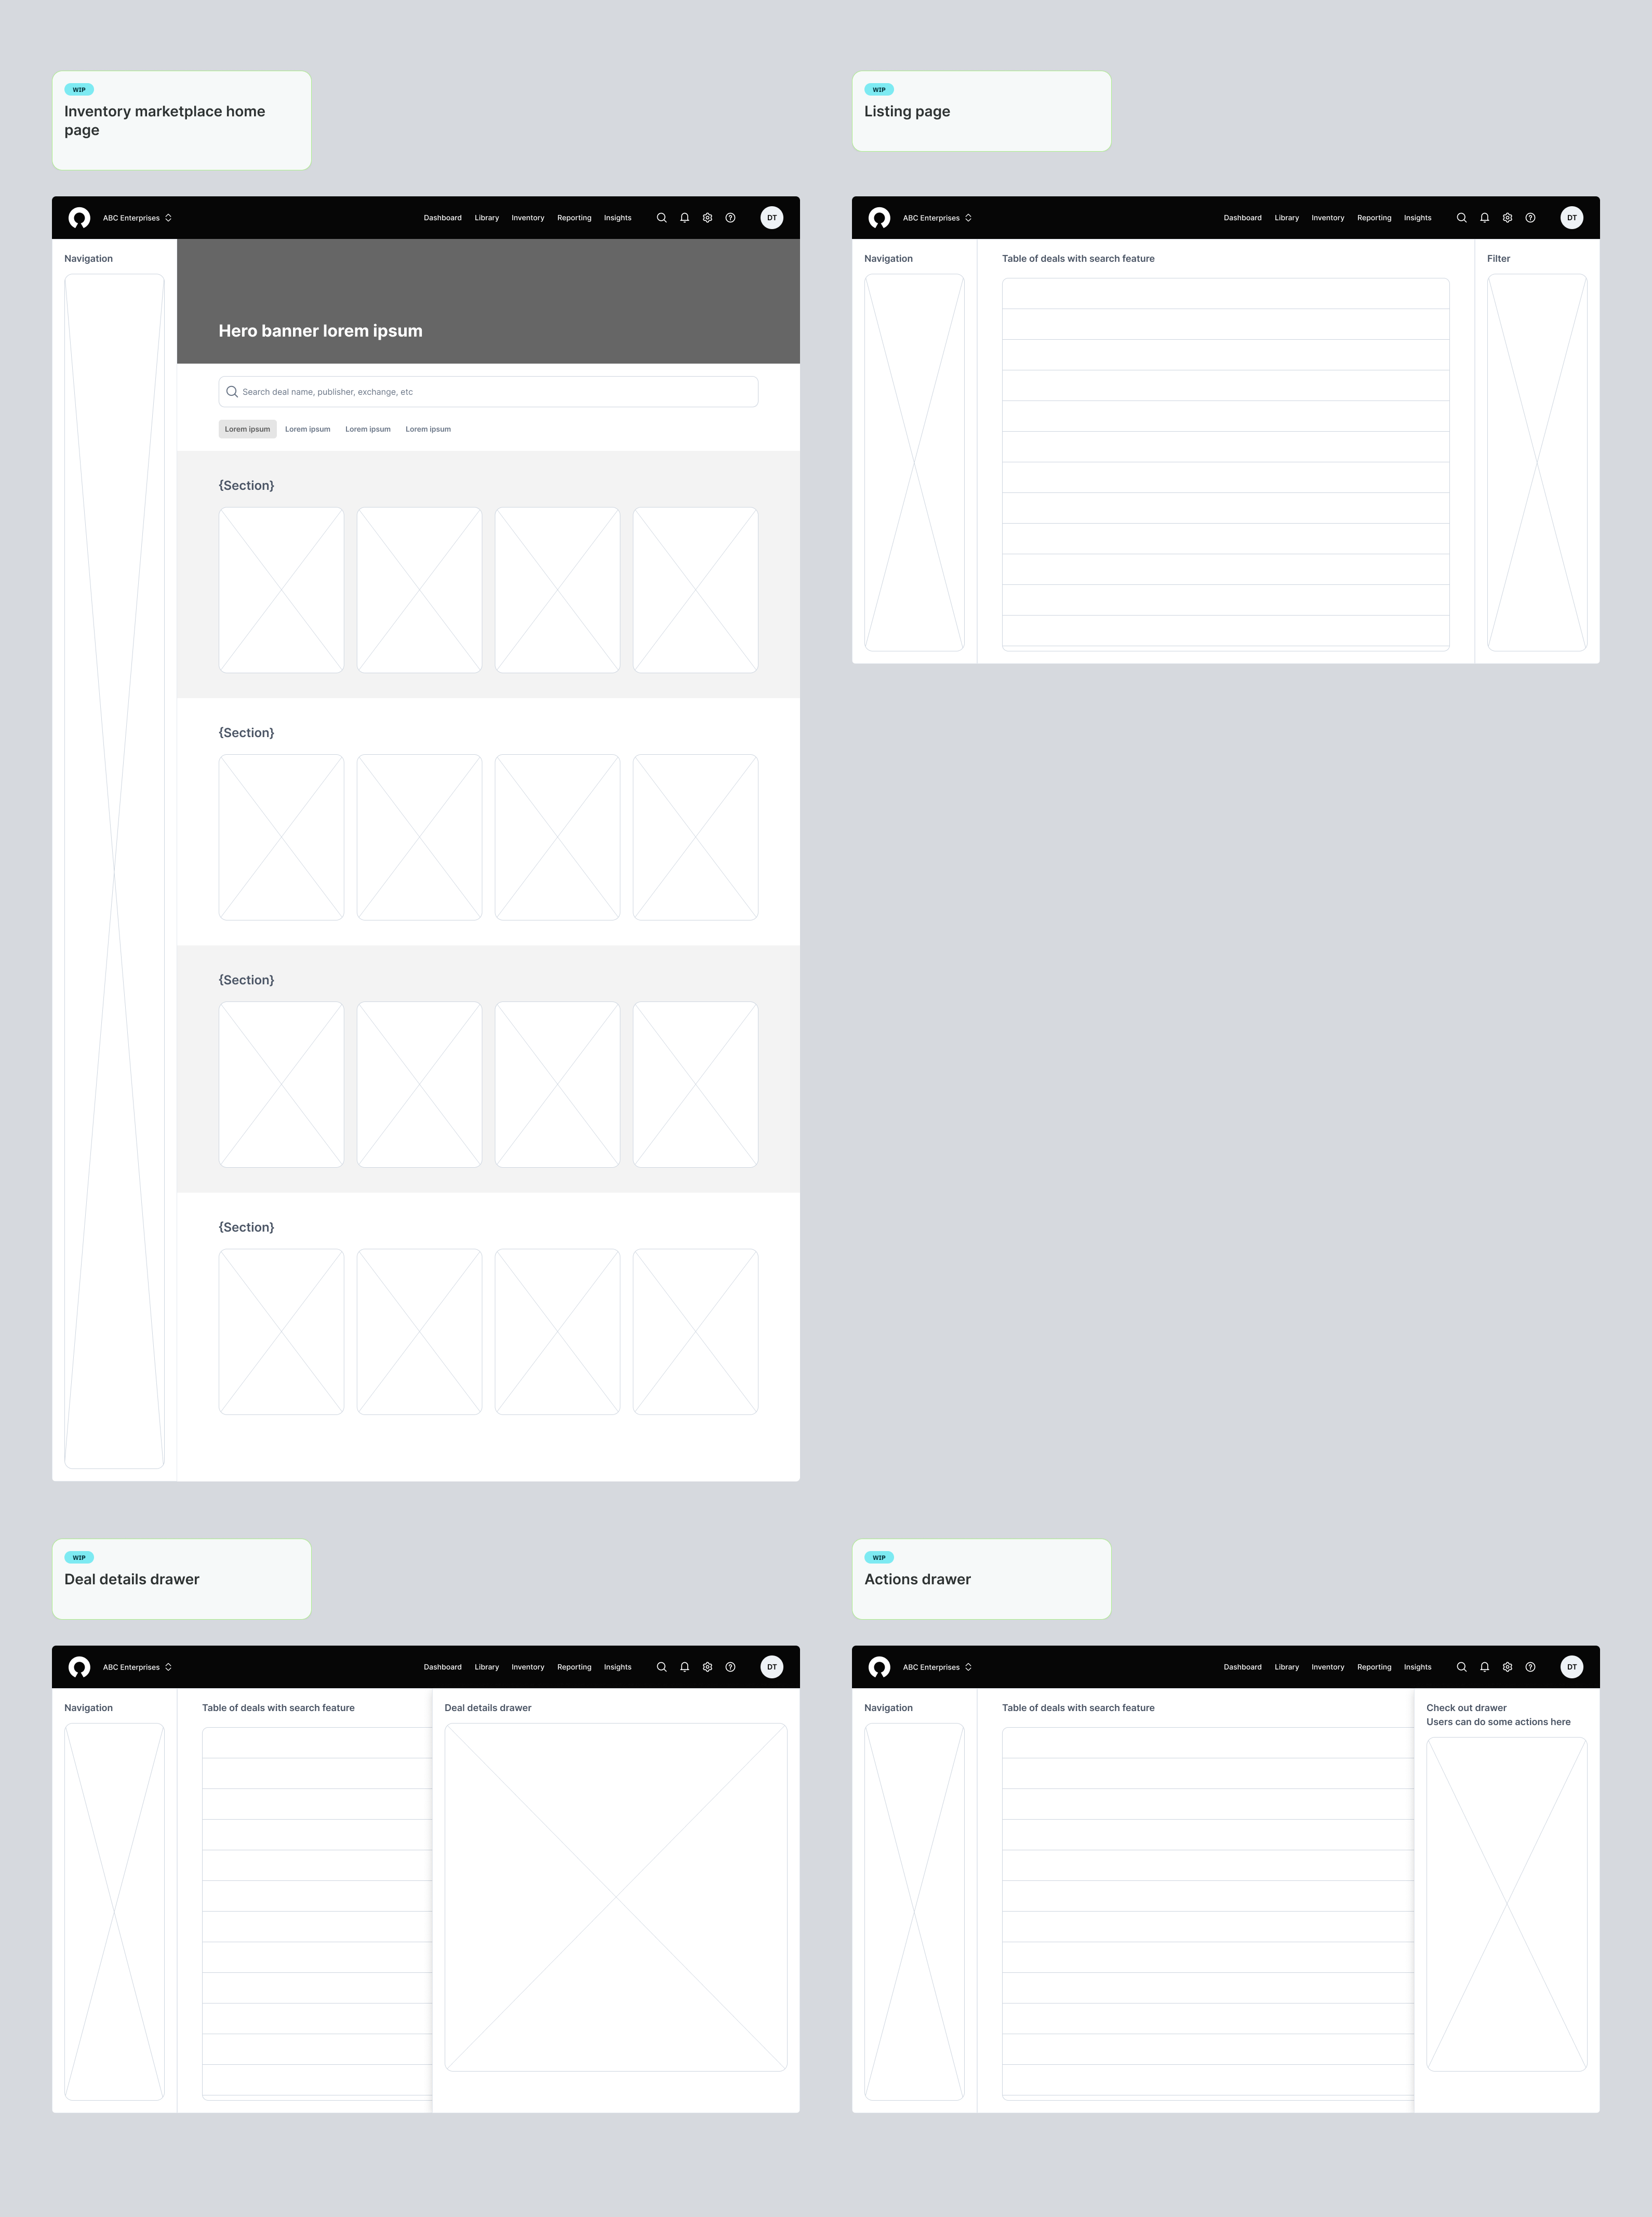 WIP
Inventory marketplace home
page
ABC Enterprises
Dashboard Library Inventory Reporting Insights
DT
Navigation
Hero banner lorem ipsum
Search deal name, publisher, exchange, etc
Lorem ipsum Lorem ipsum Lorem ipsum Lorem ipsum
{Section}
{Section}
{Section}
{Section}
WIP
Listing page
ABC Enterprises
Dashboard Library Inventory Reporting Insights
DT
Navigation
Table of deals with search feature
Filter
WIP
Deal details drawer
ABC Enterprises
Dashboard Library Inventory Reporting Insights
DT
Navigation
Table of deals with search feature
Deal details drawer
WIP
Actions drawer
ABC Enterprises
Dashboard Library Inventory Reporting Insights
DT
Navigation
Table of deals with search feature
Check out drawer
Users can do some actions here